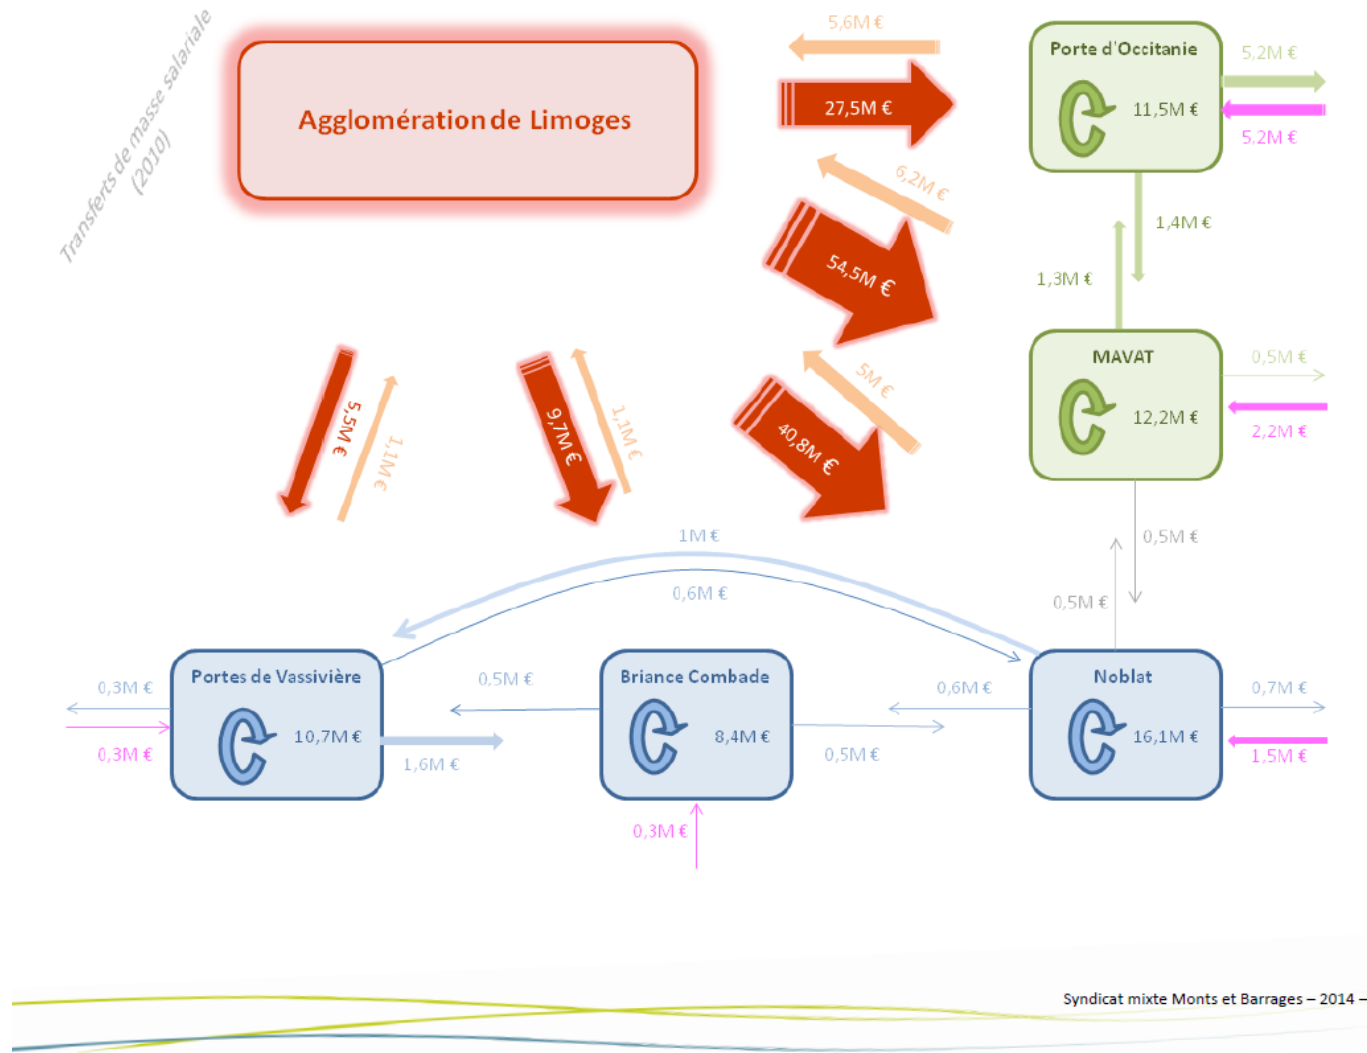 Transferts de masse salariale
(2010)
Agglomération de Limoges
5,6M €
27,5M €
6,2M €
54,5M €
5M €
40,8M €
1,1M €
9,7M €
1,1M €
5,5M €
Porte d'Occitanie
11,5M €
5,2M €
5,2M €
1,4M €
1,3M €
MAVAT
12,2M €
0,5M €
2,2M €
0,5M €
0,5M €
1M €
0,6M €
Portes de Vassivière
10,7M €
0,3M €
0,3M €
0,5M €
1,6M €
Briance Combade
8,4M €
0,3M €
0,6M €
0,5M €
Noblat
16,1M €
0,7M €
1,5M €
Syndicat mixte Monts et Barrages – 2014 –